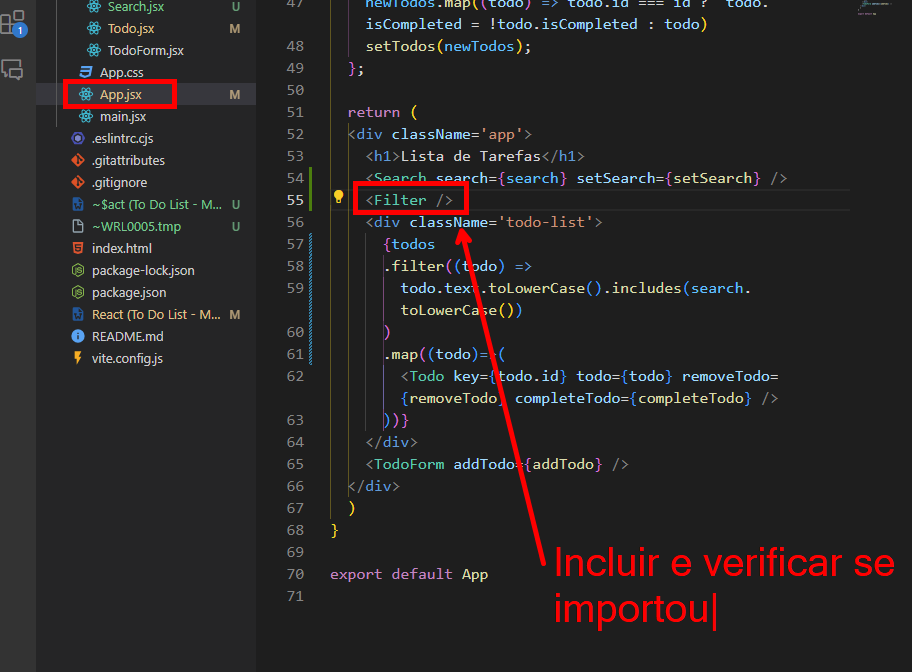 Search.jsx U
Todo.jsx M
TodoForm.jsx
App.css
App.jsx M
main.jsx
.eslintrc.cjs
.gitattributes
.gitignore
~$act (To Do List - M... U
~WRL0005.tmp U
index.html
package-lock.json
package.json
React (To Do List - M... M
README.md
vite.config.js
1
47 newTodos.map((todo) => todo.id === id ? todo.
isCompleted = !todo.isCompleted : todo)
48 setTodos(newTodos);
49 };
50
51 return (
52 <div className='app'>
53 <h1>Lista de Tarefas</h1>
54 <Search search={search} setSearch={setSearch} />
55 <Filter />
56 <div className='todo-list'>
57 {todos
58 .filter((todo) =>
59 todo.text.toLowerCase().includes(search.
toLowerCase())
60 )
61 .map((todo)=>(
62 <Todo key={todo.id} todo={todo} removeTodo=
{removeTodo} completeTodo={completeTodo} />
63 ))}
64 </div>
65 <TodoForm addTodo={addTodo} />
66 </div>
67 )
68 }
69
70 export default App
71
Incluir e verificar se
importou|